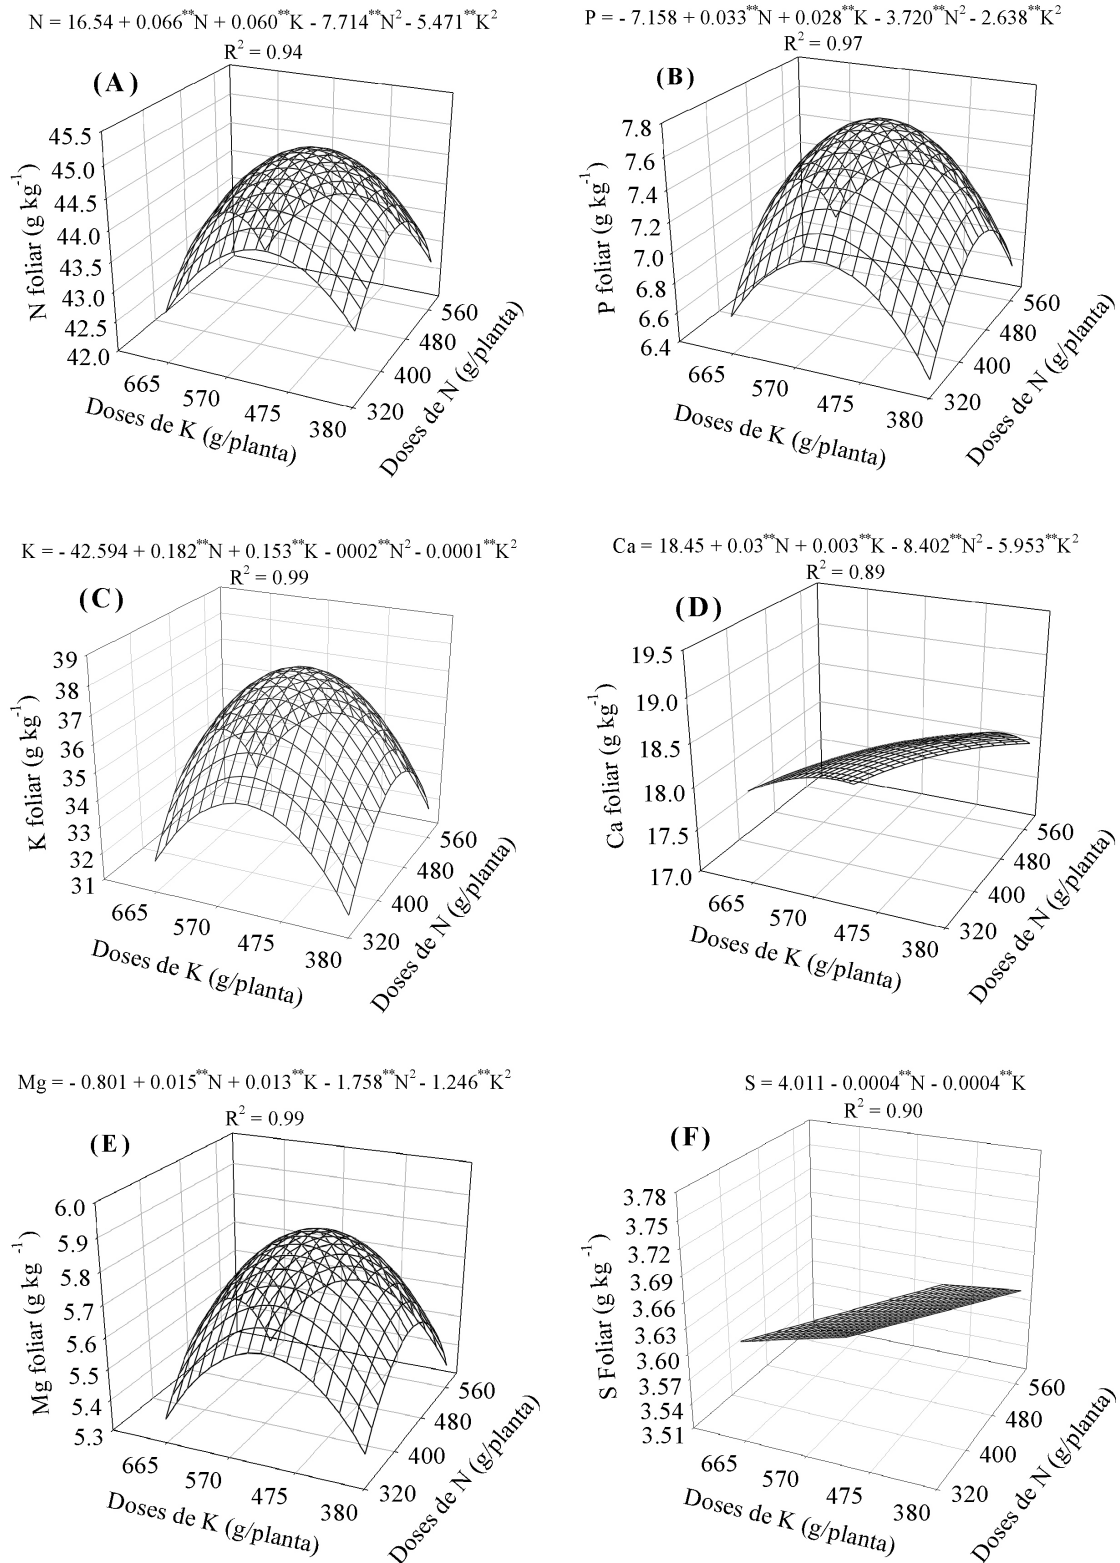 N = 16.54 + 0.066**N + 0.060**K - 7.714**N² - 5.471**K²
R² = 0.94
(A)
45.5
45.0
44.5
44.0
43.5
43.0
42.5
42.0
N foliar (g kg⁻¹)
665
570
475
380
Doses de K (g/planta)
320
400
480
560
Doses de N (g/planta)
P = - 7.158 + 0.033**N + 0.028**K - 3.720**N² - 2.638**K²
R² = 0.97
(B)
7.8
7.6
7.4
7.2
7.0
6.8
6.6
6.4
P foliar (g kg⁻¹)
665
570
475
380
Doses de K (g/planta)
320
400
480
560
Doses de N (g/planta)
K = - 42.594 + 0.182**N + 0.153**K - 0002**N² - 0.0001**K²
R² = 0.99
(C)
39
38
37
36
35
34
33
32
31
K foliar (g kg⁻¹)
665
570
475
380
Doses de K (g/planta)
320
400
480
560
Doses de N (g/planta)
Ca = 18.45 + 0.03**N + 0.003**K - 8.402**N² - 5.953**K²
R² = 0.89
(D)
19.5
19.0
18.5
18.0
17.5
17.0
Ca foliar (g kg⁻¹)
665
570
475
380
Doses de K (g/planta)
320
400
480
560
Doses de N (g/planta)
Mg = - 0.801 + 0.015**N + 0.013**K - 1.758**N² - 1.246**K²
R² = 0.99
(E)
6.0
5.9
5.8
5.7
5.6
5.5
5.4
5.3
Mg foliar (g kg⁻¹)
665
570
475
380
Doses de K (g/planta)
320
400
480
560
Doses de N (g/planta)
S = 4.011 - 0.0004**N - 0.0004**K
R² = 0.90
(F)
3.78
3.75
3.72
3.69
3.66
3.63
3.60
3.57
3.54
3.51
S Foliar (g kg⁻¹)
665
570
475
380
Doses de K (g/planta)
320
400
480
560
Doses de N (g/planta)